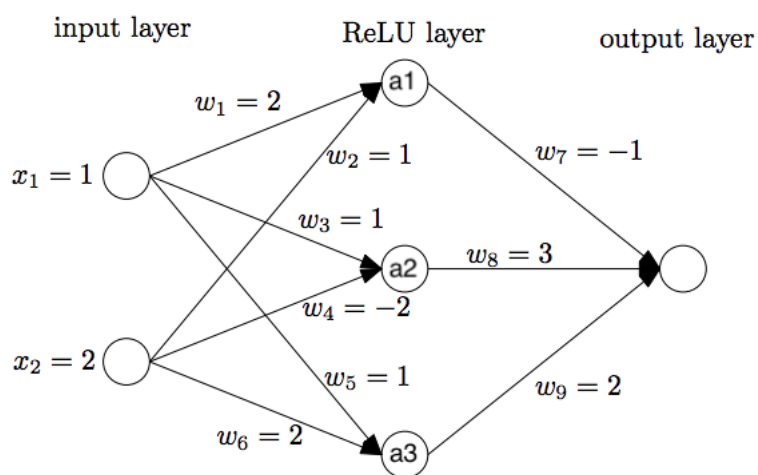 input layer
ReLU layer
output layer
a1
w₁ = 2
w₂ = 1
w₇ = −1
x₁ = 1
w₃ = 1
w₈ = 3
a2
w₄ = −2
x₂ = 2
w₅ = 1
w₉ = 2
w₆ = 2
a3